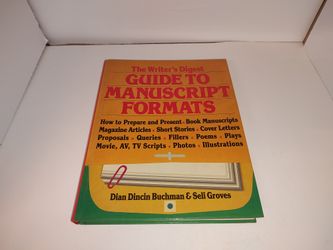 The Writer's Digest
GUIDE TO
MANUSCRIPT
FORMATS
How to Prepare and Present • Book Manuscripts
Magazine Articles • Short Stories • Cover Letters
Proposals • Queries • Fillers • Poems • Plays
Movie, AV, TV Scripts • Photos • Illustrations
Dian Dincin Buchman & Seli Groves